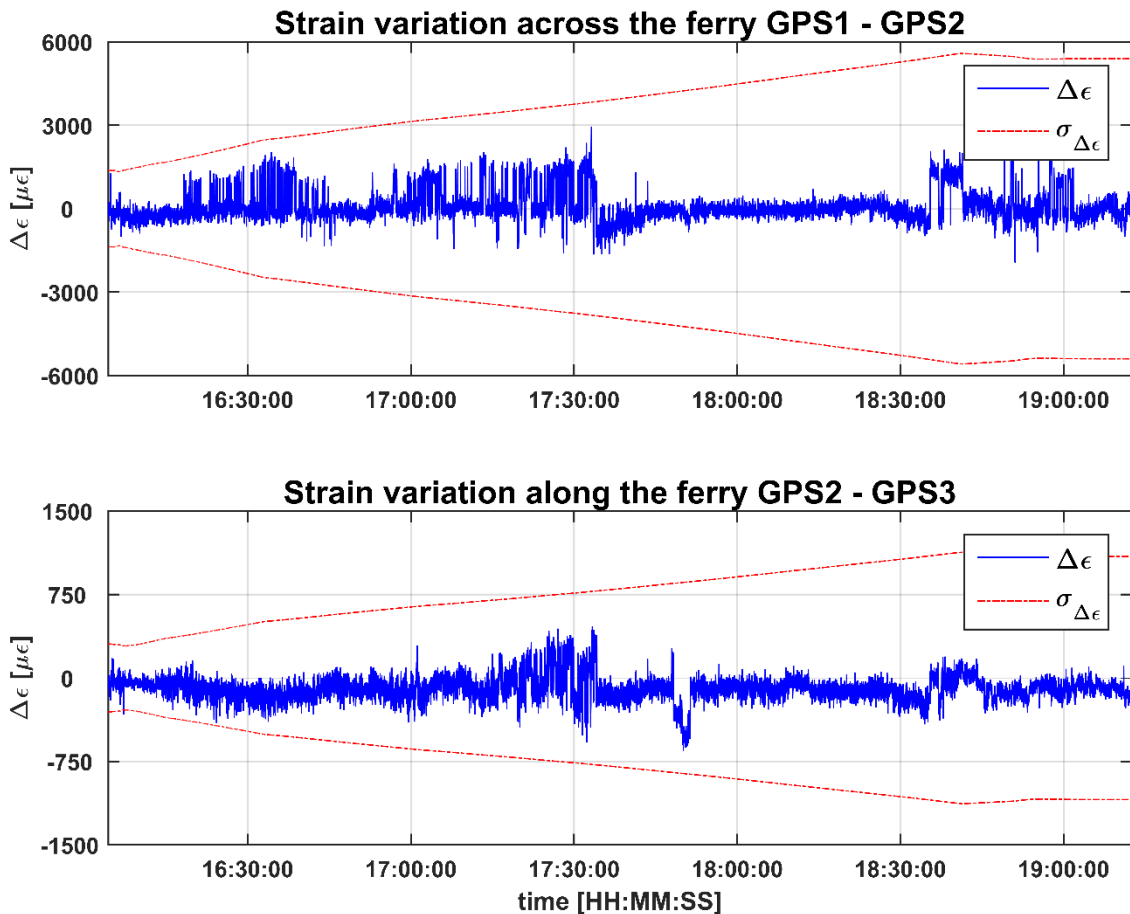 Strain variation across the ferry GPS1 - GPS2
6000
3000
0
-3000
-6000
Δϵ [μϵ]
Δϵ
σΔϵ
16:30:00 17:00:00 17:30:00 18:00:00 18:30:00 19:00:00
Strain variation along the ferry GPS2 - GPS3
1500
750
0
-750
-1500
Δϵ [μϵ]
Δϵ
σΔϵ
16:30:00 17:00:00 17:30:00 18:00:00 18:30:00 19:00:00
time [HH:MM:SS]